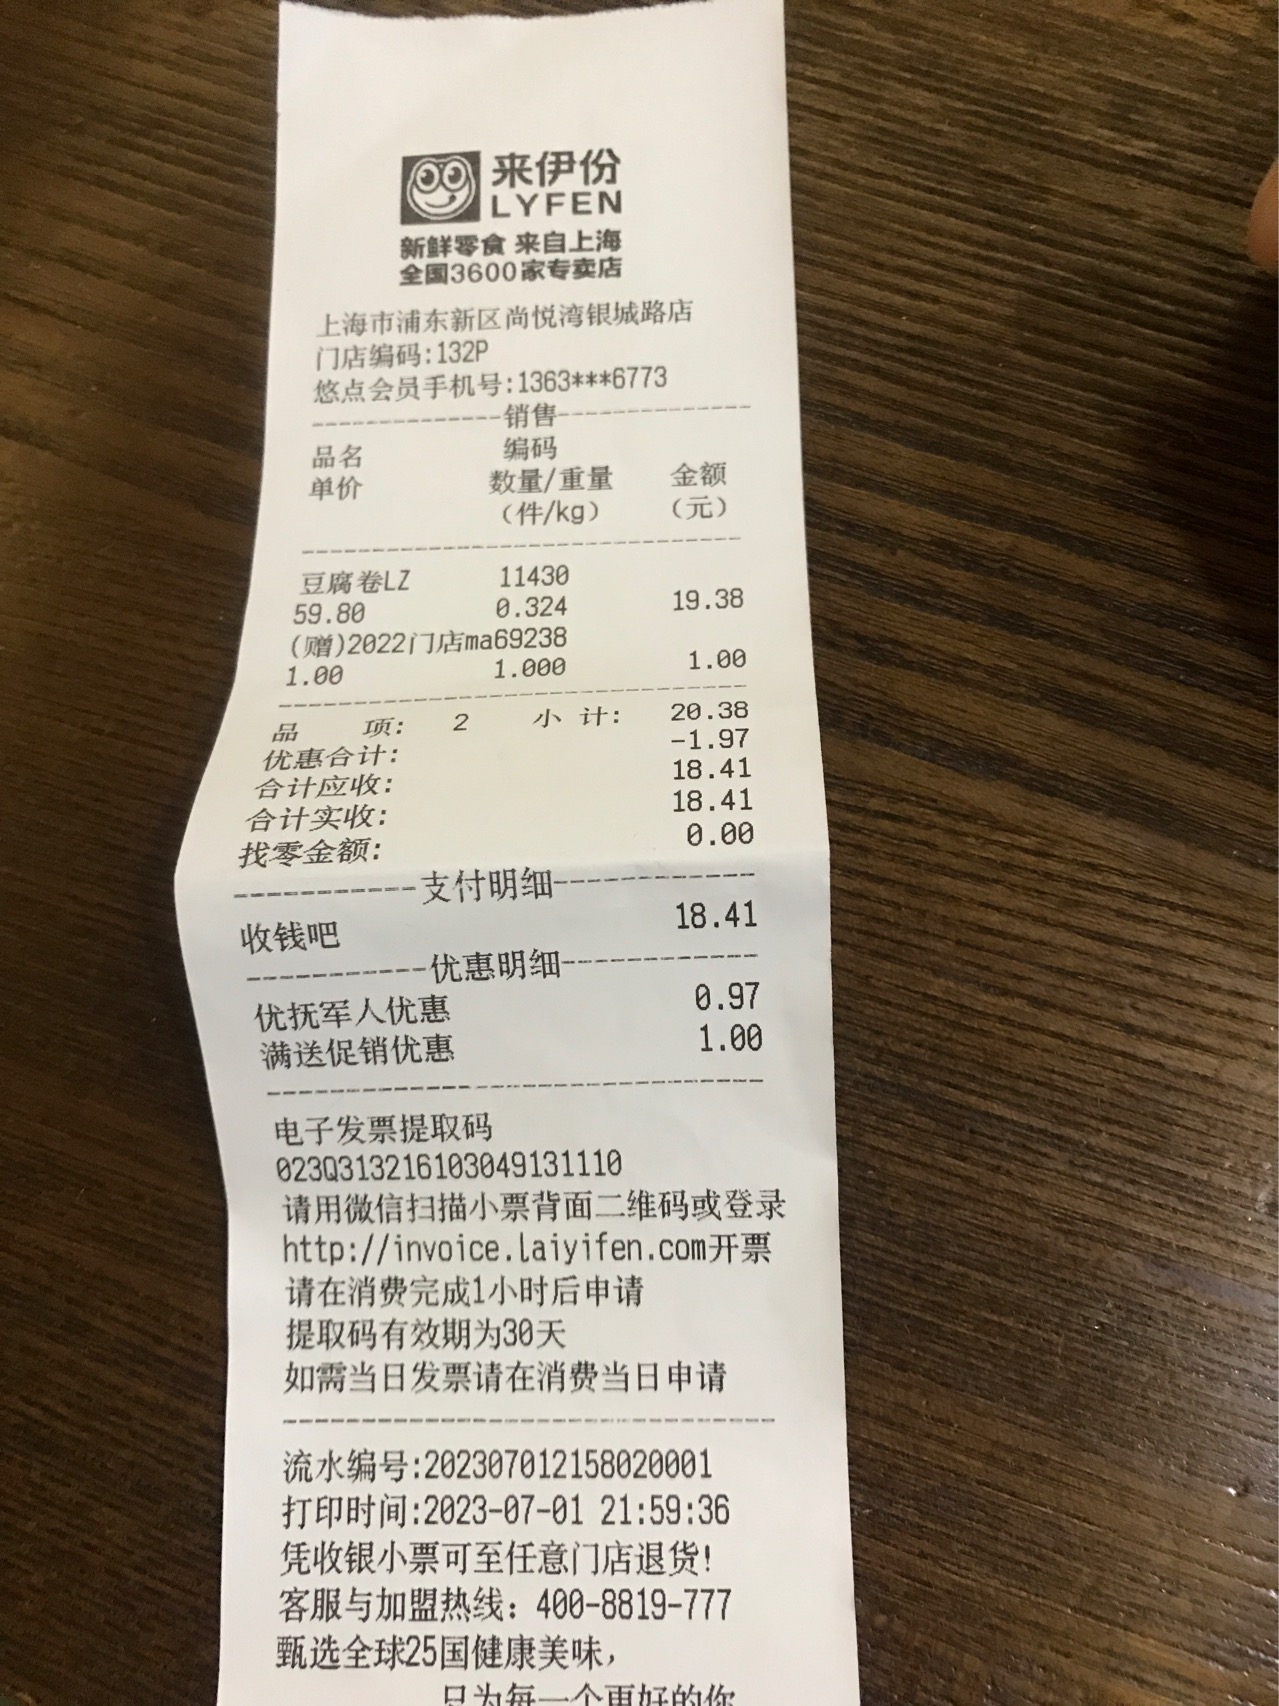 来伊份
LYFEN
新鲜零食 来自上海
全国3600家专卖店
上海市浦东新区尚悦湾银城路店
门店编码:132P
悠点会员手机号:1363***6773
--------------销售--------------
品名 编码
单价 数量/重量 金额
(件/kg) (元)
豆腐卷LZ 11430
59.80 0.324 19.38
(赠)2022门店ma69238
1.00 1.000 1.00
品 项: 2 小 计: 20.38
优惠合计: -1.97
合计应收: 18.41
合计实收: 18.41
找零金额: 0.00
-----------支付明细------------
收钱吧 18.41
-----------优惠明细------------
优抚军人优惠 0.97
满送促销优惠 1.00
电子发票提取码
023Q313216103049131110
请用微信扫描小票背面二维码或登录
http://invoice.laiyifen.com开票
请在消费完成1小时后申请
提取码有效期为30天
如需当日发票请在消费当日申请
流水编号:202307012158020001
打印时间:2023-07-01 21:59:36
凭收银小票可至任意门店退货!
客服与加盟热线：400-8819-777
甄选全球25国健康美味，
只为每一个更好的你